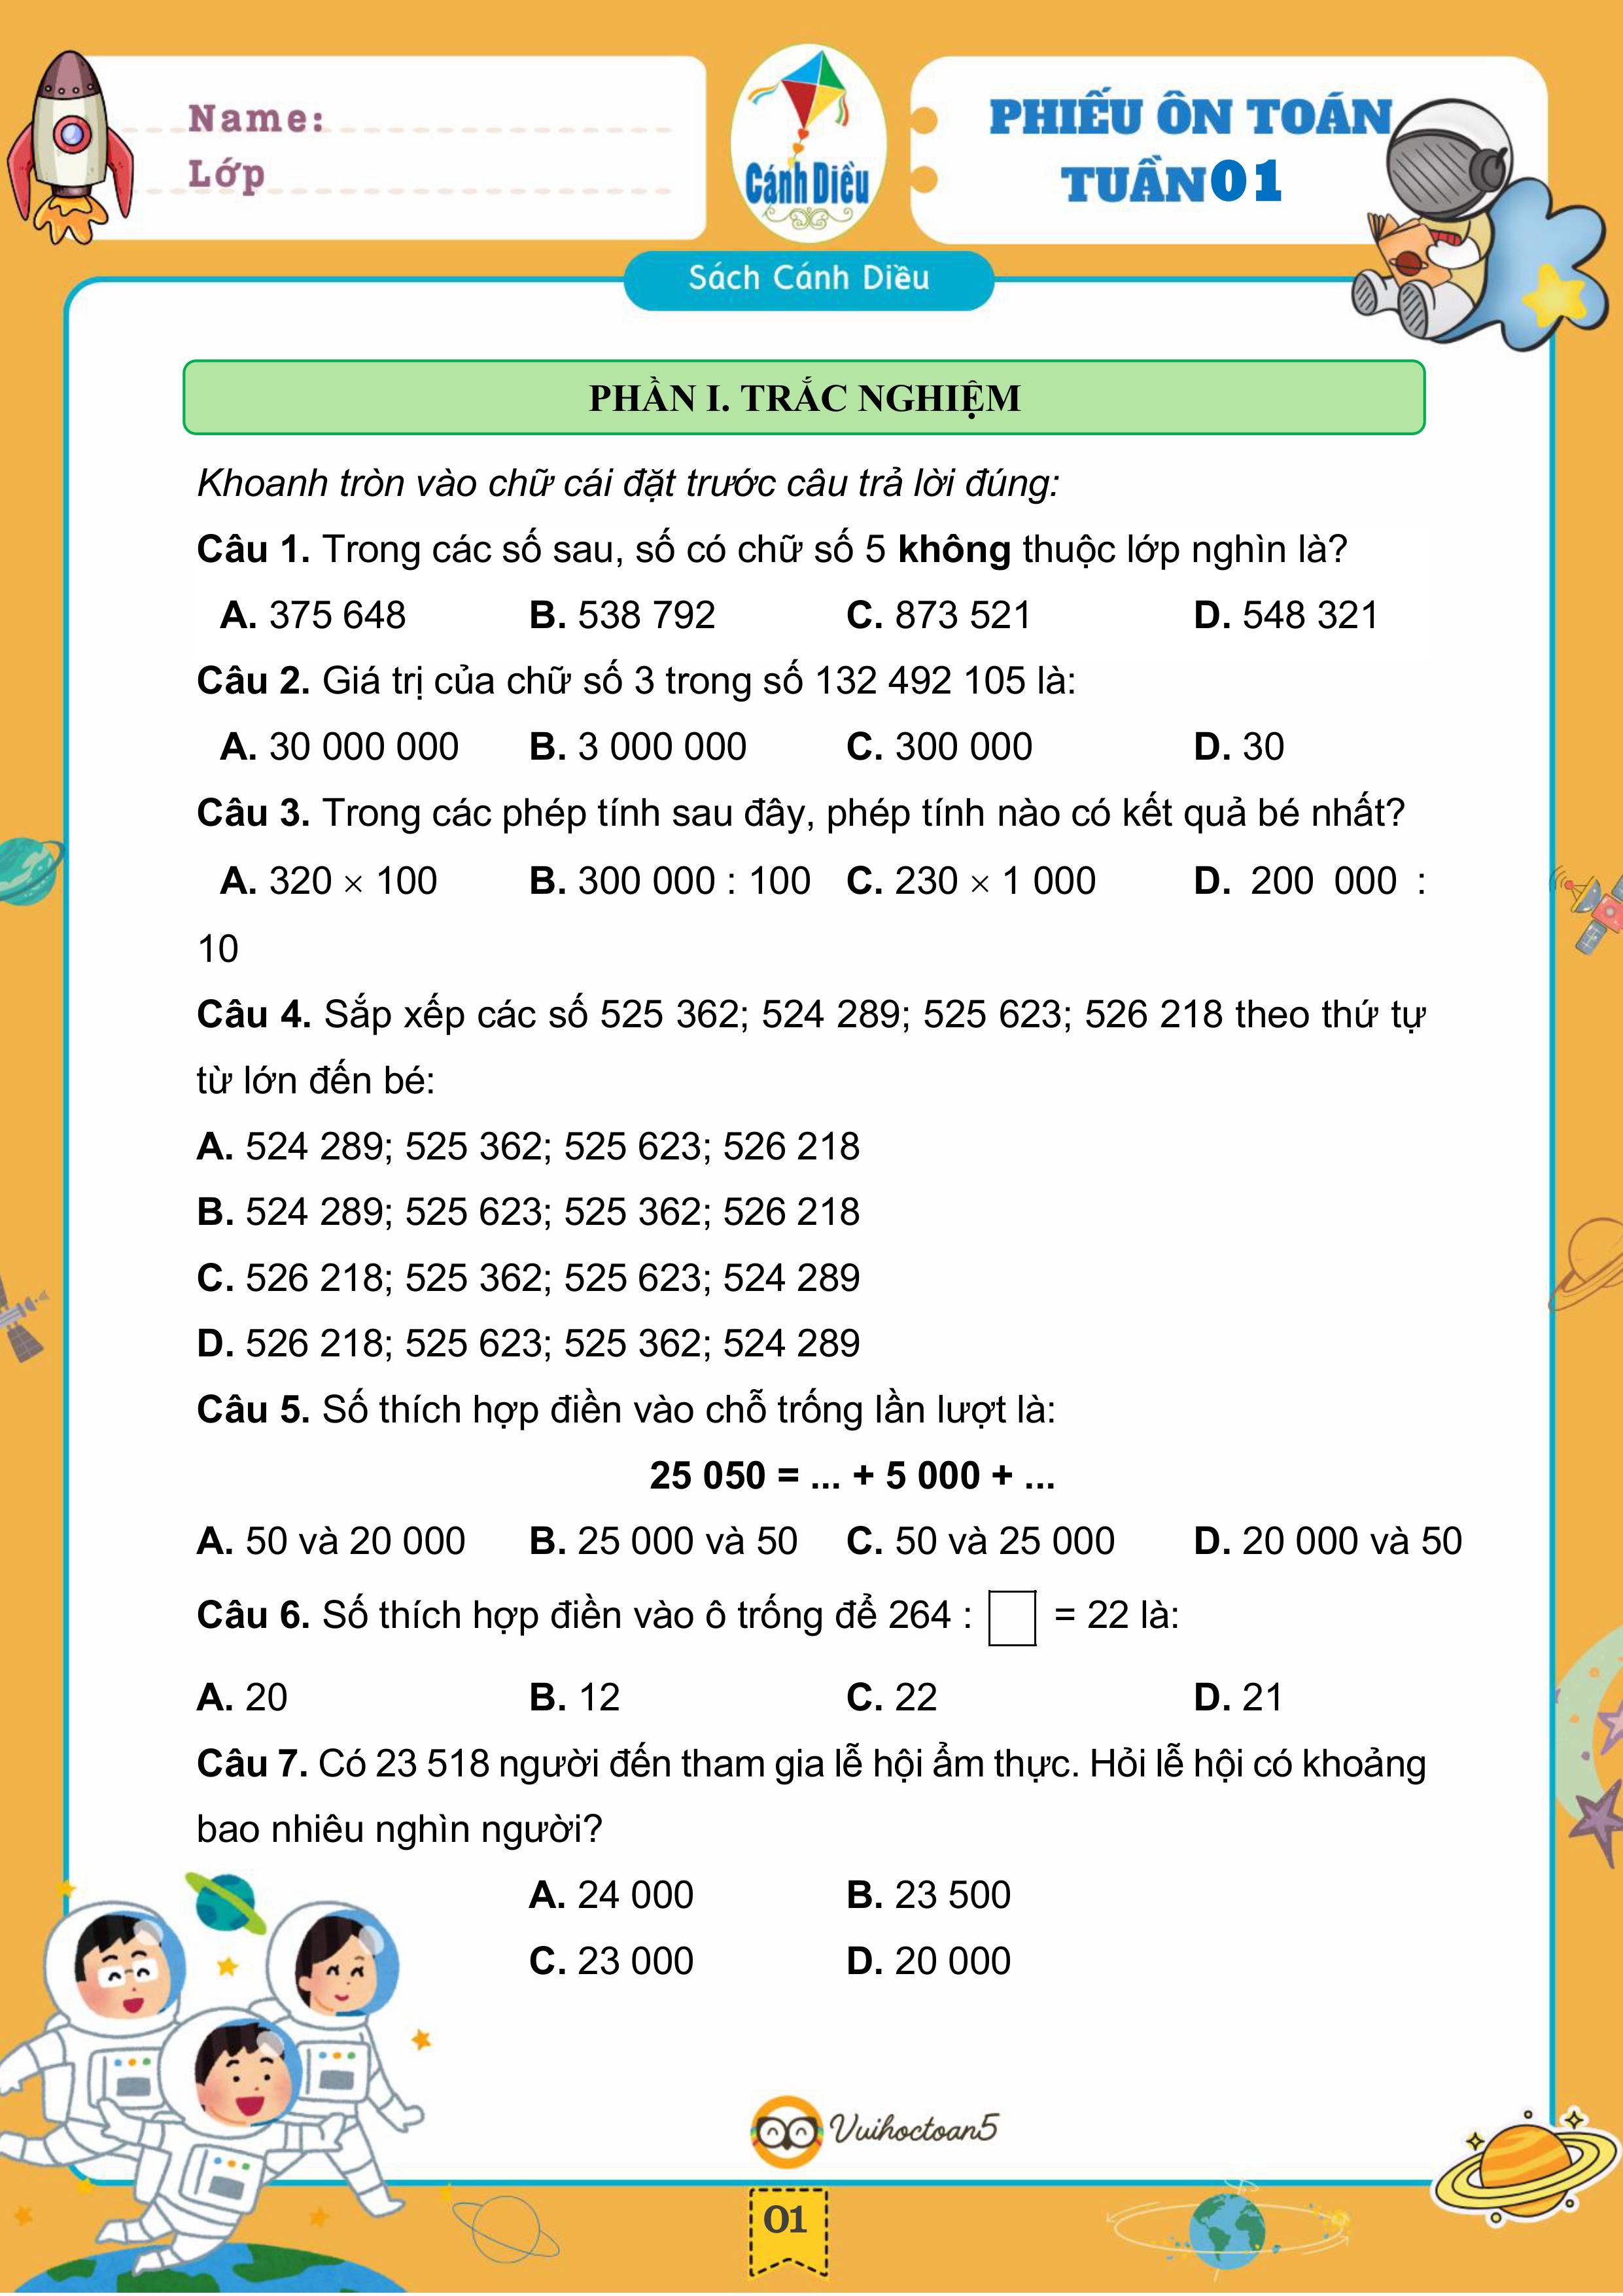 Name:
Lớp
Cánh Diều
PHIẾU ÔN TOÁN
TUẦN 01
Sách Cánh Diều
PHẦN I. TRẮC NGHIỆM
Khoanh tròn vào chữ cái đặt trước câu trả lời đúng:
Câu 1. Trong các số sau, số có chữ số 5 không thuộc lớp nghìn là?
A. 375 648 B. 538 792 C. 873 521 D. 548 321
Câu 2. Giá trị của chữ số 3 trong số 132 492 105 là:
A. 30 000 000 B. 3 000 000 C. 300 000 D. 30
Câu 3. Trong các phép tính sau đây, phép tính nào có kết quả bé nhất?
A. 320 × 100 B. 300 000 : 100 C. 230 × 1 000 D. 200 000 :
10
Câu 4. Sắp xếp các số 525 362; 524 289; 525 623; 526 218 theo thứ tự
từ lớn đến bé:
A. 524 289; 525 362; 525 623; 526 218
B. 524 289; 525 623; 525 362; 526 218
C. 526 218; 525 362; 525 623; 524 289
D. 526 218; 525 623; 525 362; 524 289
Câu 5. Số thích hợp điền vào chỗ trống lần lượt là:
25 050 = ... + 5 000 + ...
A. 50 và 20 000 B. 25 000 và 50 C. 50 và 25 000 D. 20 000 và 50
Câu 6. Số thích hợp điền vào ô trống để 264 : = 22 là:
A. 20 B. 12 C. 22 D. 21
Câu 7. Có 23 518 người đến tham gia lễ hội ẩm thực. Hỏi lễ hội có khoảng
bao nhiêu nghìn người?
A. 24 000 B. 23 500
C. 23 000 D. 20 000
Vuihoctoan5
01